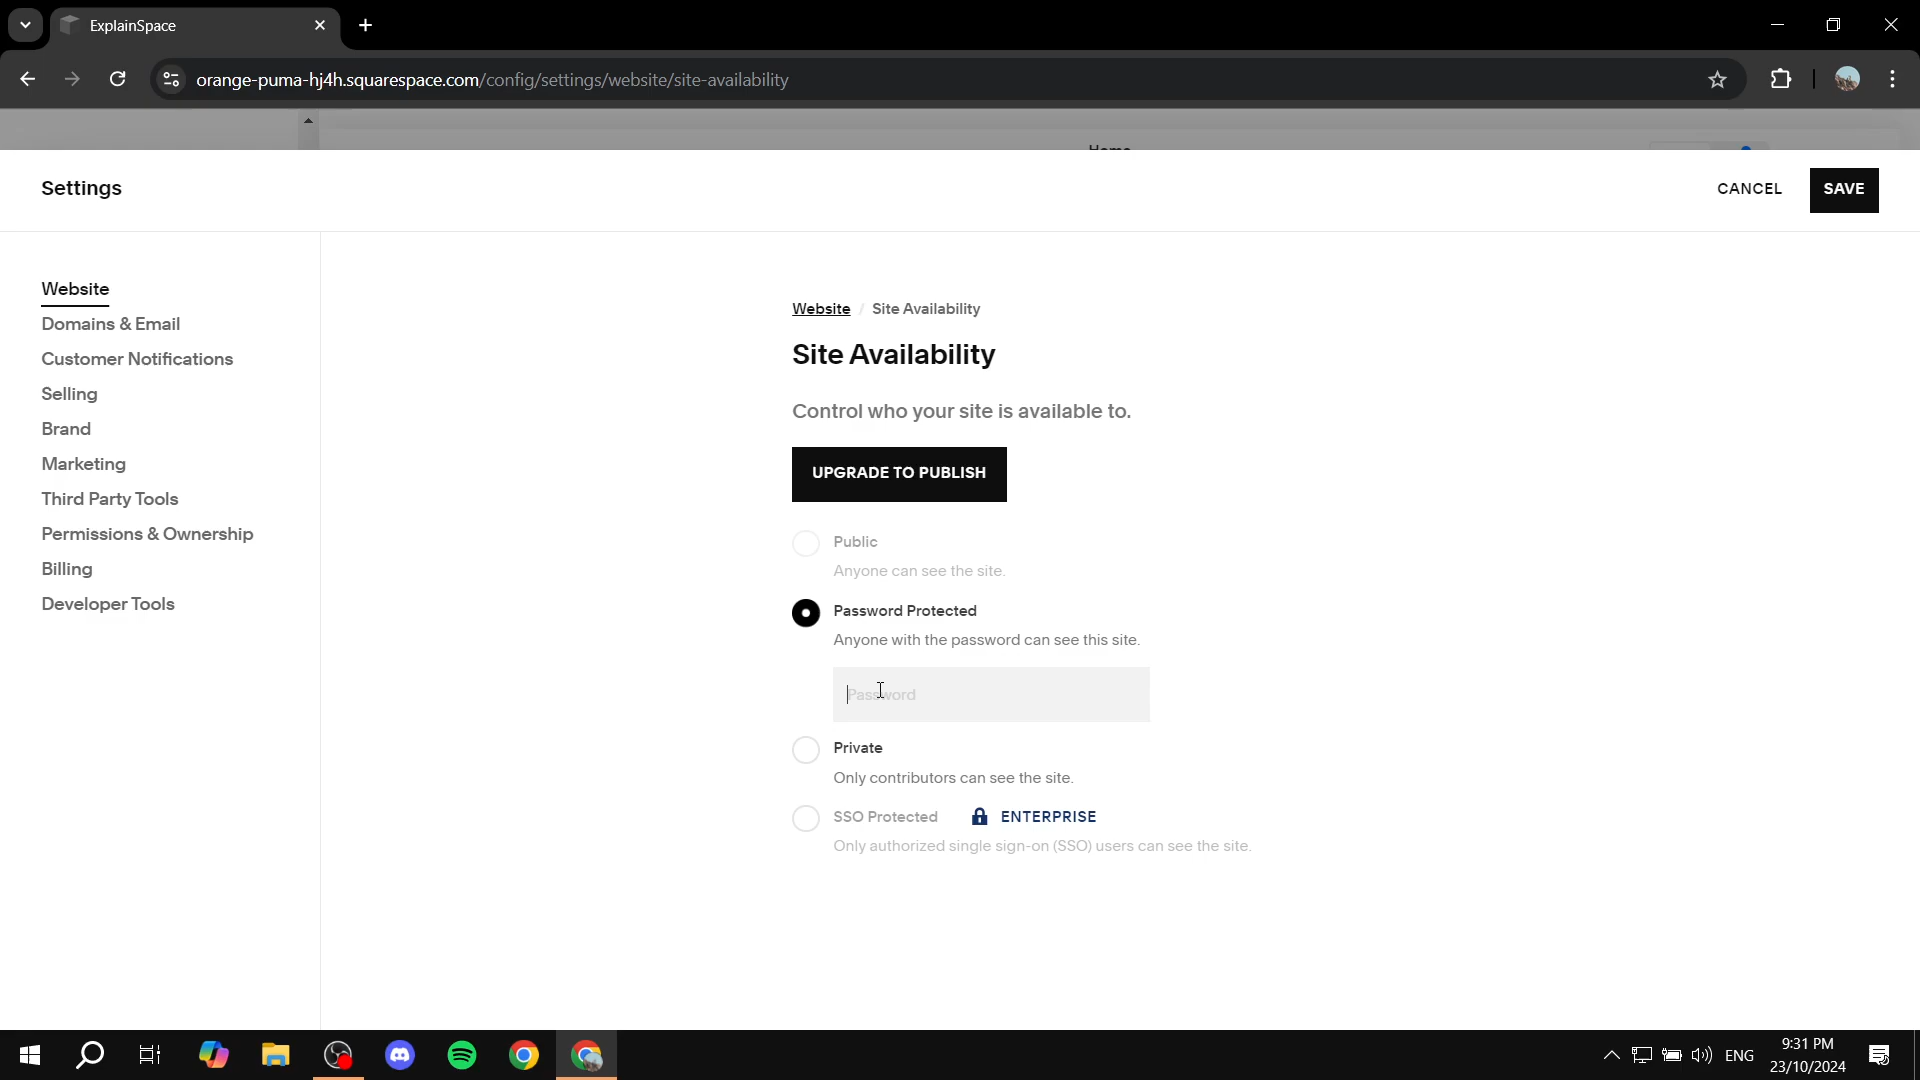 ExplainSpace
orange-puma-hj4h.squarespace.com/config/settings/website/site-availability
Settings
CANCEL
SAVE
Website
Domains & Email
Customer Notifications
Selling
Brand
Marketing
Third Party Tools
Permissions & Ownership
Billing
Developer Tools
Website / Site Availability
Site Availability
Control who your site is available to.
UPGRADE TO PUBLISH
Public
Anyone can see the site.
Password Protected
Anyone with the password can see this site.
Password
Private
Only contributors can see the site.
SSO Protected ENTERPRISE
Only authorized single sign-on (SSO) users can see the site.
ENG
9:31 PM
23/10/2024